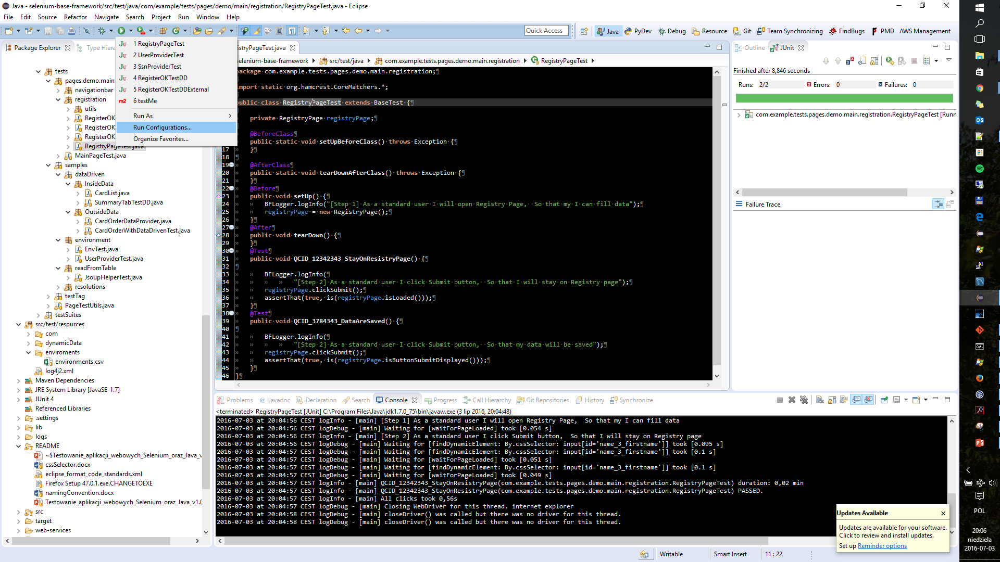 Java - selenium-base-framework/src/test/java/com/example/tests/pages/demo/main/registration/RegistryPageTest.java - Eclipse
File Edit Source Refactor Navigate Search Project Run Window Help
Quick Access
Java PyDev Debug Resource Git Team Synchronizing FindBugs PMD AWS Management
Package Explorer Type Hiera
tests
pages.demo.main
navigationbar
registration
utils
RegisterOK
RegisterOK
RegisterOK
RegistryPageTest.java
MainPageTest.java
samples
dataDriven
InsideData
CardList.java
SummaryTabTestDD.java
OutsideData
CardOrderDataProvider.java
CardOrderWithDataDrivenTest.java
environment
EnvTest.java
UserProviderTest.java
readFromTable
JsoupHelperTest.java
resolutions
testTag
PageTestUtils.java
testSuites
src/test/resources
com
dynamicData
enviroments
environments.csv
log4j2.xml
Maven Dependencies
JRE System Library [JavaSE-1.7]
JUnit 4
Referenced Libraries
.settings
lib
logs
README
~$Testowanie_aplikacji_webowych_Selenium_oraz_Java_v
cssSelector.docx
eclipse_format_code_standards.xml
Firefox Setup 47.0.1.exe.CHANGETOEXE
namingConvention.docx
Testowanie_aplikacji_webowych_Selenium_oraz_Java_v1.0
src
target
web-services
1 RegistryPageTest
2 UserProviderTest
3 SsnProviderTest
4 RegisterOKTestDD
5 RegisterOKTestDDExternal
m2 6 testMe
Run As
Run Configurations...
Organize Favorites...
stryPageTest.java
selenium-base-framework src/test/java com.example.tests.pages.demo.main.registration RegistryPageTest
package com.example.tests.pages.demo.main.registration;¶
import static org.hamcrest.CoreMatchers.*;
public class RegistryPageTest extends BaseTest {¶
private RegistryPage registryPage;¶
@BeforeClass¶
public static void setUpBeforeClass() throws Exception {¶
17 }¶
18 ¶
19 @AfterClass¶
20 public static void tearDownAfterClass() throws Exception {¶
21 }¶
22 @Before¶
23 public void setUp() {¶
24 BFLogger.logInfo("[Step 1] As a standard user I will open Registry Page,  So that my I can fill data");¶
25 registryPage = new RegistryPage();¶
26 }¶
27 @After¶
28 public void tearDown() {¶
29 }¶
30 @Test¶
31 public void QCID_12342343_StayOnResistryPage() {¶
32 ¶
33 BFLogger.logInfo(¶
34 "[Step 2] As a standard user I click Submit button,  So that I will stay on Registry page");¶
35 registryPage.clickSubmit();¶
36 assertThat(true, is(registryPage.isLoaded()));¶
37 }¶
38 @Test¶
39 public void QCID_3784343_DataAreSaved() {¶
40 ¶
41 BFLogger.logInfo(¶
42 "[Step 2] As a standard user I click Submit button,  So that my data will be saved");¶
43 registryPage.clickSubmit();¶
44 assertThat(true, is(registryPage.isButtonSubmitDisplayed()));¶
45 }¶
46 }¶
Outline JUnit
Finished after 8,846 seconds
Runs: 2/2 Errors: 0 Failures: 0
com.example.tests.pages.demo.main.registration.RegistryPageTest [Runn
Failure Trace
Problems @ Javadoc Declaration Search Console Progress Call Hierarchy Git Repositories History Synchronize
<terminated> RegistryPageTest [JUnit] C:\Program Files\Java\jdk1.7.0_75\bin\javaw.exe (3 lip 2016, 20:04:48)
2016-07-03 at 20:04:56 CEST logInfo - [main] [Step 1] As a standard user I will open Registry Page,  So that my I can fill data
2016-07-03 at 20:04:56 CEST logDebug - [main] Waiting for [waitForPageLoaded] took [0.054 s]
2016-07-03 at 20:04:56 CEST logInfo - [main] [Step 2] As a standard user I click Submit button,  So that I will stay on Registry page
2016-07-03 at 20:04:56 CEST logDebug - [main] Waiting for [findDynamicElement: By.cssSelector: input[id='name_3_firstname']] took [0.095 s]
2016-07-03 at 20:04:57 CEST logDebug - [main] Waiting for [findDynamicElement: By.cssSelector: input[id='name_3_firstname']] took [0.1 s]
2016-07-03 at 20:04:57 CEST logDebug - [main] Waiting for [waitForPageLoaded] took [0.051 s]
2016-07-03 at 20:04:57 CEST logDebug - [main] Waiting for [findDynamicElement: By.cssSelector: input[id='name_3_firstname']] took [0.1 s]
2016-07-03 at 20:04:57 CEST logDebug - [main] Waiting for [waitForPageLoaded] took [0.049 s]
2016-07-03 at 20:04:57 CEST logInfo - [main] QCID_12342343_StayOnResistryPage(com.example.tests.pages.demo.main.registration.RegistryPageTest) duration: 0,02 min
2016-07-03 at 20:04:57 CEST logInfo - [main] QCID_12342343_StayOnResistryPage(com.example.tests.pages.demo.main.registration.RegistryPageTest) PASSED.
2016-07-03 at 20:04:57 CEST logInfo - [main] All clicks took 0,56s
2016-07-03 at 20:04:57 CEST logDebug - [main] Closing WebDriver for this thread. internet explorer
2016-07-03 at 20:04:58 CEST logDebug - [main] closeDriver() was called but there was no driver for this thread.
2016-07-03 at 20:04:58 CEST logDebug - [main] closeDriver() was called but there was no driver for this thread.
Updates Available
Updates are available for your software.
Click to review and install updates.
Set up Reminder options
Writable Smart Insert 11 : 22
POL
20:06
niedziela
2016-07-03